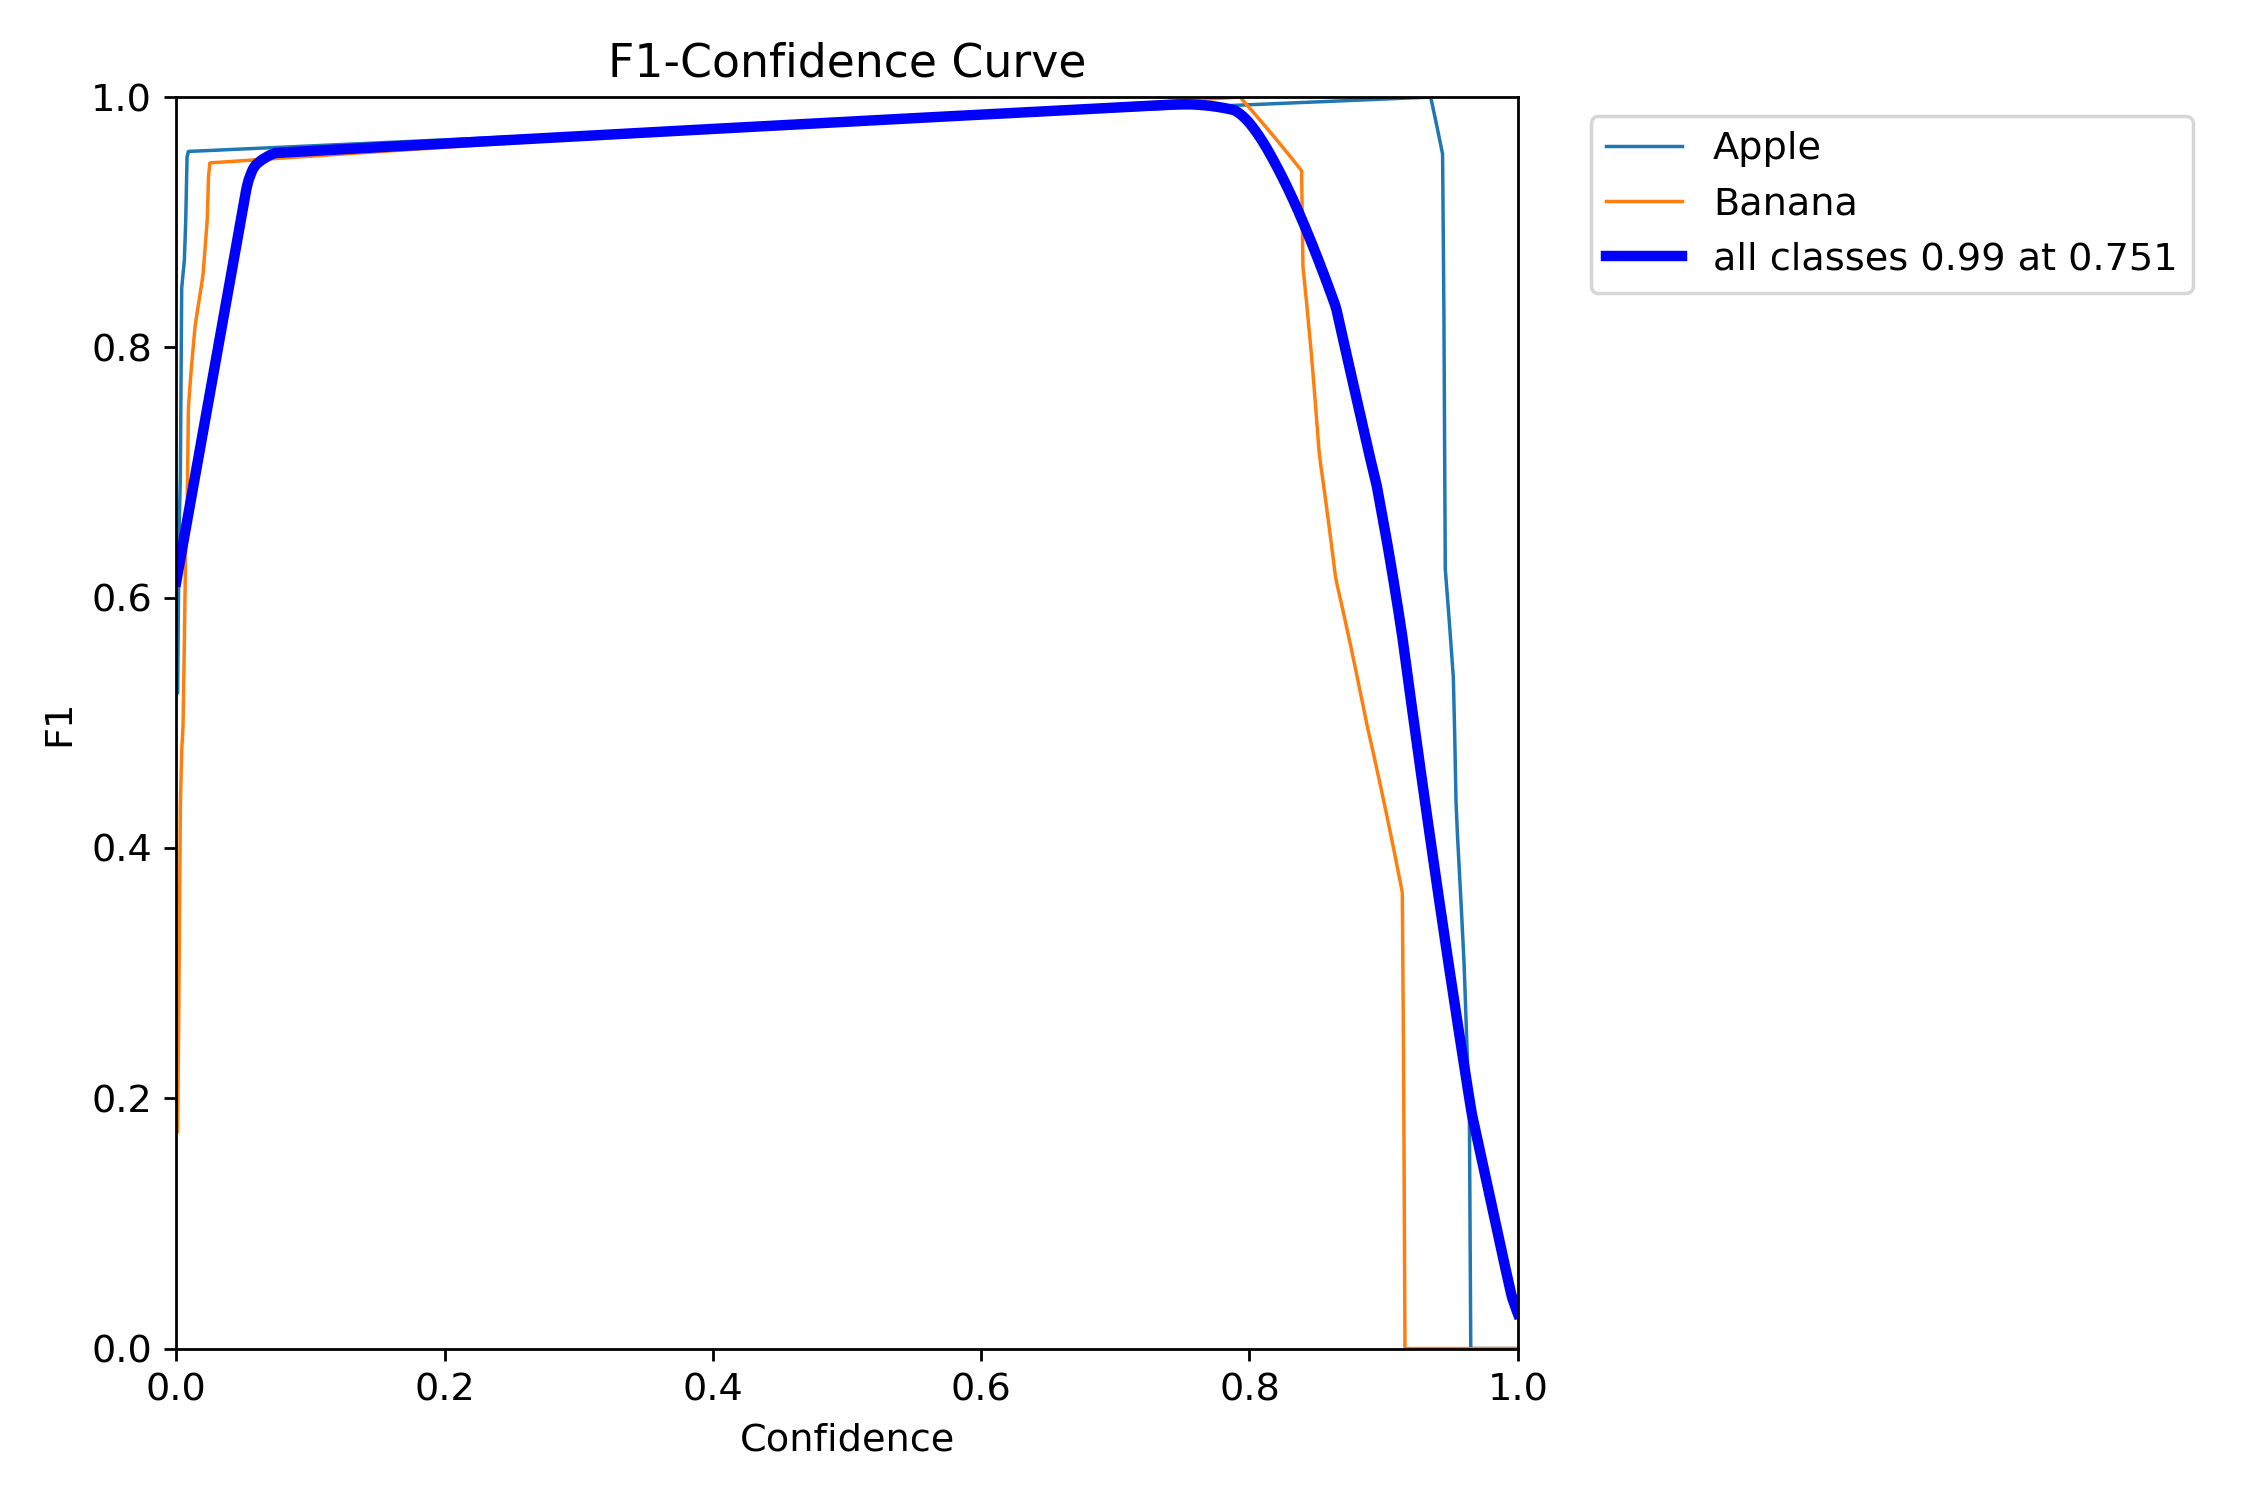 F1-Confidence Curve
1.0
0.8
0.6
0.4
0.2
0.0
F1
0.0 0.2 0.4 0.6 0.8 1.0
Confidence
Apple
Banana
all classes 0.99 at 0.751